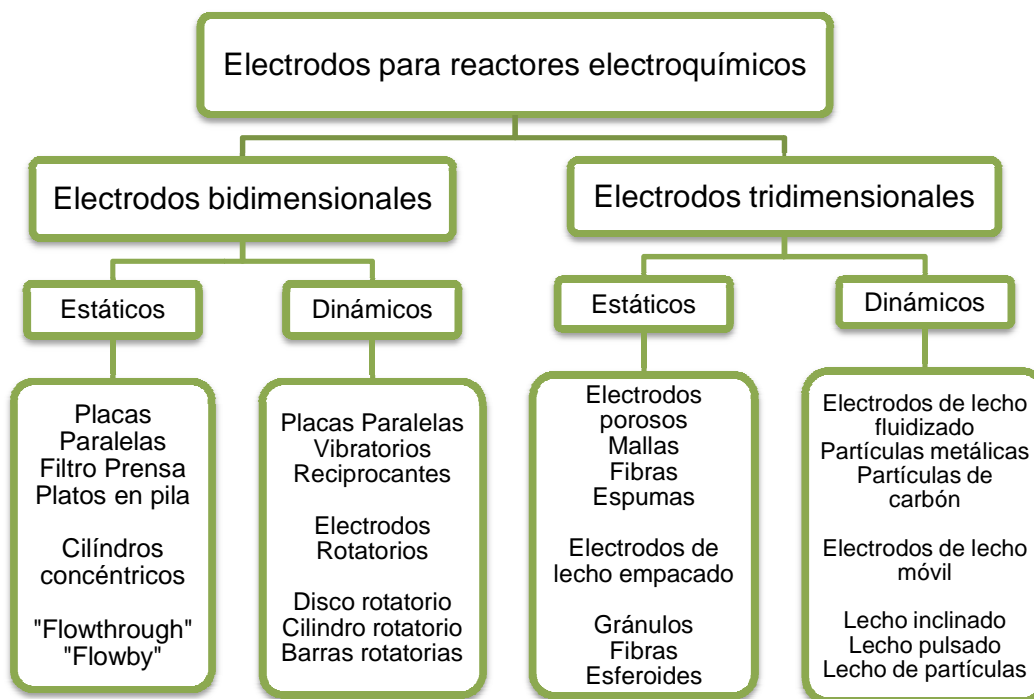 Electrodos para reactores electroquímicos
Electrodos bidimensionales
Electrodos tridimensionales
Estáticos
Dinámicos
Estáticos
Dinámicos
Placas
Paralelas
Filtro Prensa
Platos en pila
Cilíndros
concéntricos
"Flowthrough"
"Flowby"
Placas Paralelas
Vibratorios
Reciprocantes
Electrodos
Rotatorios
Disco rotatorio
Cilindro rotatorio
Barras rotatorias
Electrodos
porosos
Mallas
Fibras
Espumas
Electrodos de
lecho empacado
Gránulos
Fibras
Esferoides
Electrodos de lecho
fluidizado
Partículas metálicas
Partículas de
carbón
Electrodos de lecho
móvil
Lecho inclinado
Lecho pulsado
Lecho de partículas